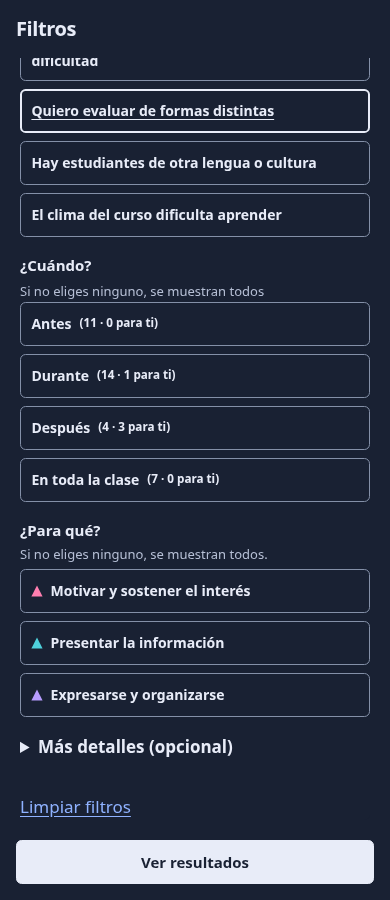 Filtros
dificultad
Quiero evaluar de formas distintas
Hay estudiantes de otra lengua o cultura
El clima del curso dificulta aprender
¿Cuándo?
Si no eliges ninguno, se muestran todos
Antes (11 · 0 para ti)
Durante (14 · 1 para ti)
Después (4 · 3 para ti)
En toda la clase (7 · 0 para ti)
¿Para qué?
Si no eliges ninguno, se muestran todos.
Motivar y sostener el interés
Presentar la información
Expresarse y organizarse
Más detalles (opcional)
Limpiar filtros
Ver resultados